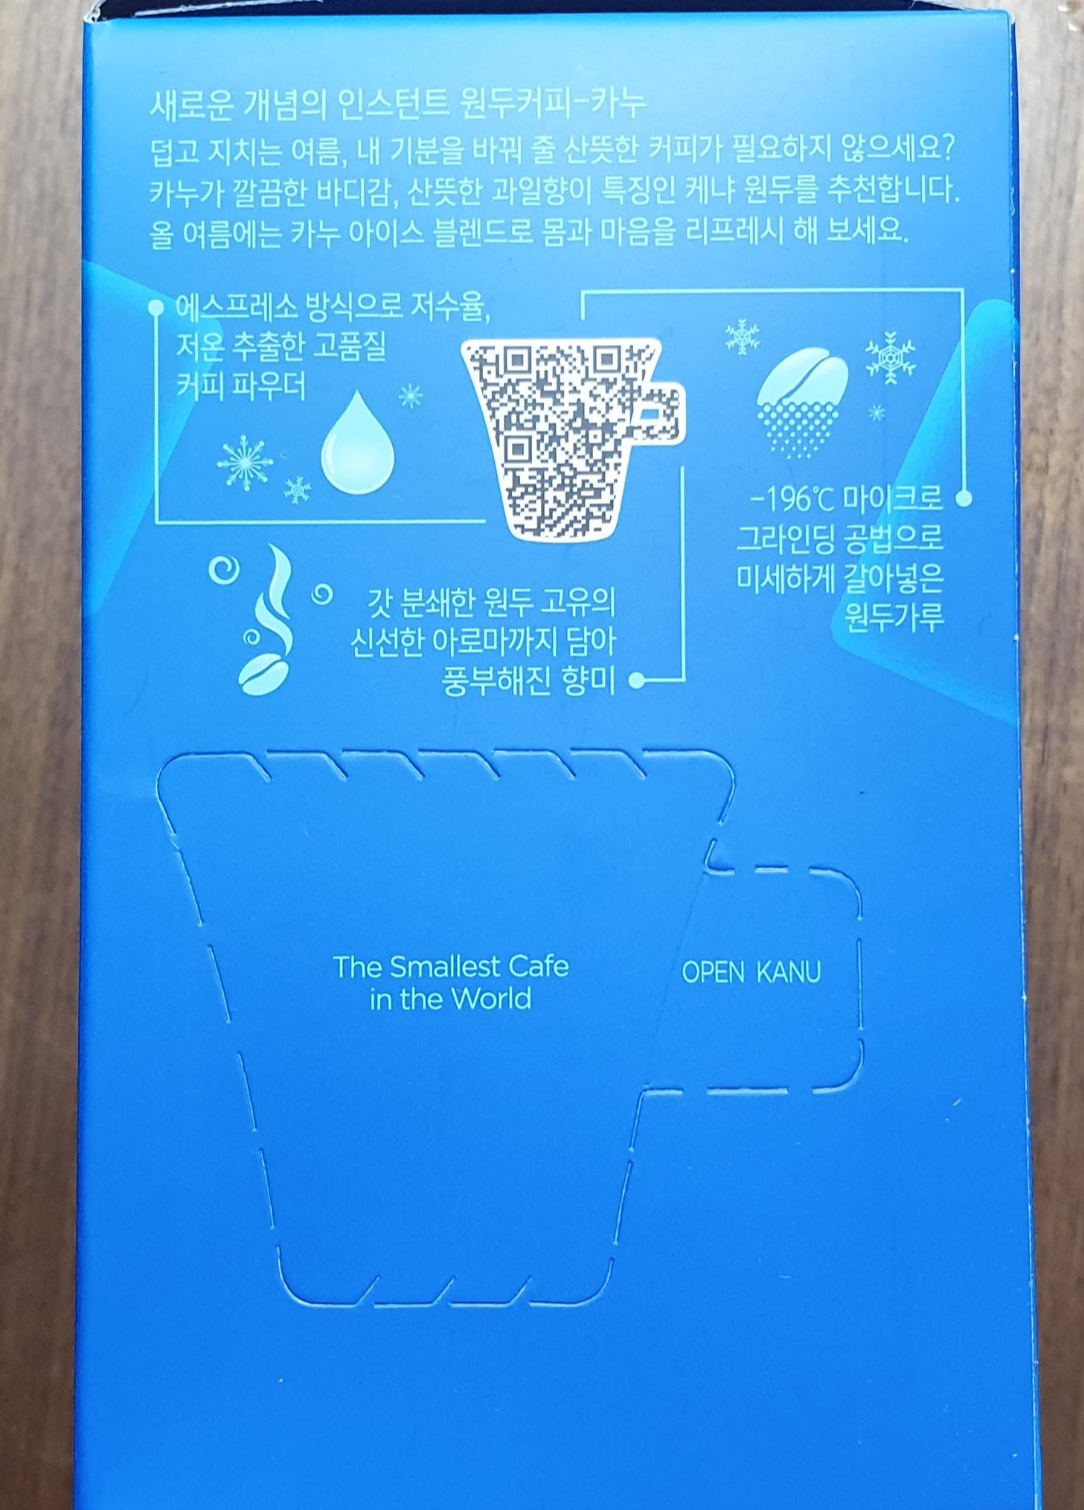 새로운 개념의 인스턴트 원두커피-카누
덥고 지치는 여름, 내 기분을 바꿔 줄 산뜻한 커피가 필요하지 않으세요?
카누가 깔끔한 바디감, 산뜻한 과일향이 특징인 케냐 원두를 추천합니다.
올 여름에는 카누 아이스 블렌드로 몸과 마음을 리프레시 해 보세요.
에스프레소 방식으로 저수율,
저온 추출한 고품질
커피 파우더
-196℃ 마이크로
그라인딩 공법으로
미세하게 갈아넣은
원두가루
갓 분쇄한 원두 고유의
신선한 아로마까지 담아
풍부해진 향미
The Smallest Cafe
in the World
OPEN KANU